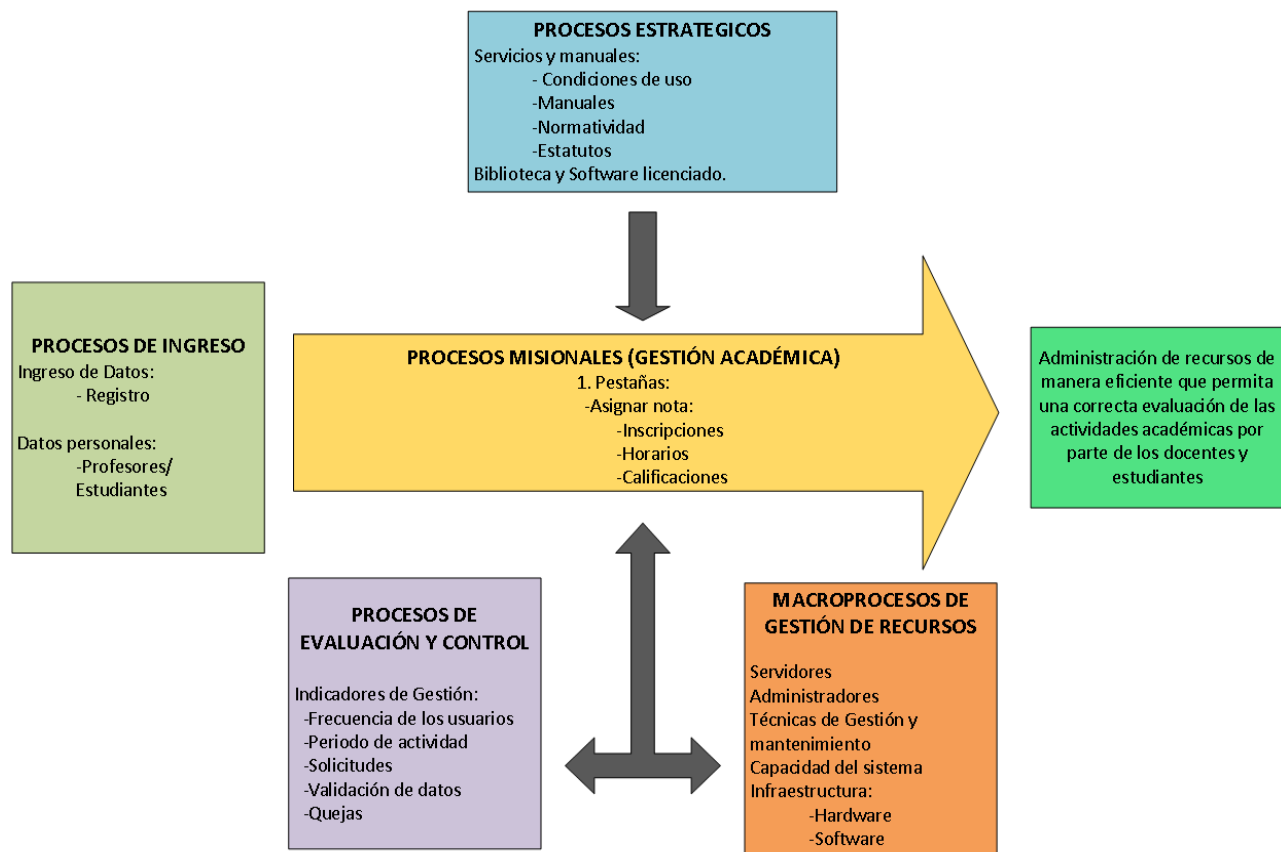 PROCESOS ESTRATEGICOS
Servicios y manuales:
- Condiciones de uso
-Manuales
-Normatividad
-Estatutos
Biblioteca y Software licenciado.
PROCESOS DE INGRESO
Ingreso de Datos:
- Registro
Datos personales:
-Profesores/
Estudiantes
PROCESOS MISIONALES (GESTIÓN ACADÉMICA)
1. Pestañas:
-Asignar nota:
-Inscripciones
-Horarios
-Calificaciones
Administración de recursos de
manera eficiente que permita
una correcta evaluación de las
actividades académicas por
parte de los docentes y
estudiantes
PROCESOS DE
EVALUACIÓN Y CONTROL
Indicadores de Gestión:
-Frecuencia de los usuarios
-Periodo de actividad
-Solicitudes
-Validación de datos
-Quejas
MACROPROCESOS DE
GESTIÓN DE RECURSOS
Servidores
Administradores
Técnicas de Gestión y
mantenimiento
Capacidad del sistema
Infraestructura:
-Hardware
-Software